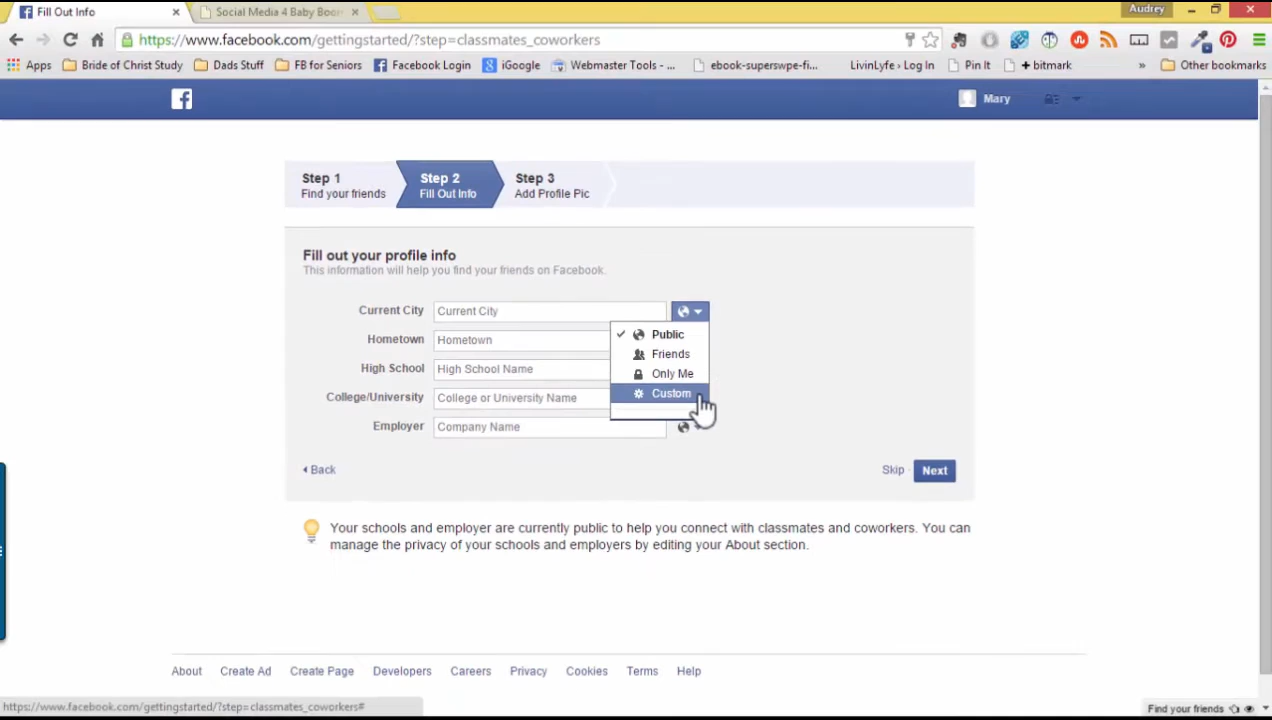 Fill Out Info
Social Media 4 Baby Boom
Audrey
https://www.facebook.com/gettingstarted/?step=classmates_coworkers
Apps Bride of Christ Study Dads Stuff FB for Seniors Facebook Login iGoogle Webmaster Tools - ... ebook-superswpe-fi... LivinLyfe › Log In Pin It + bitmark » Other bookmarks
Mary
Step 1
Find your friends
Step 2
Fill Out Info
Step 3
Add Profile Pic
Fill out your profile info
This information will help you find your friends on Facebook.
Current City Current City
Hometown Hometown
High School High School Name
College/University College or University Name
Employer Company Name
Public
Friends
Only Me
Custom
Back
Skip · Next
Your schools and employer are currently public to help you connect with classmates and coworkers. You can
manage the privacy of your schools and employers by editing your About section.
About Create Ad Create Page Developers Careers Privacy Cookies Terms Help
https://www.facebook.com/gettingstarted/?step=classmates_coworkers#
Find your friends